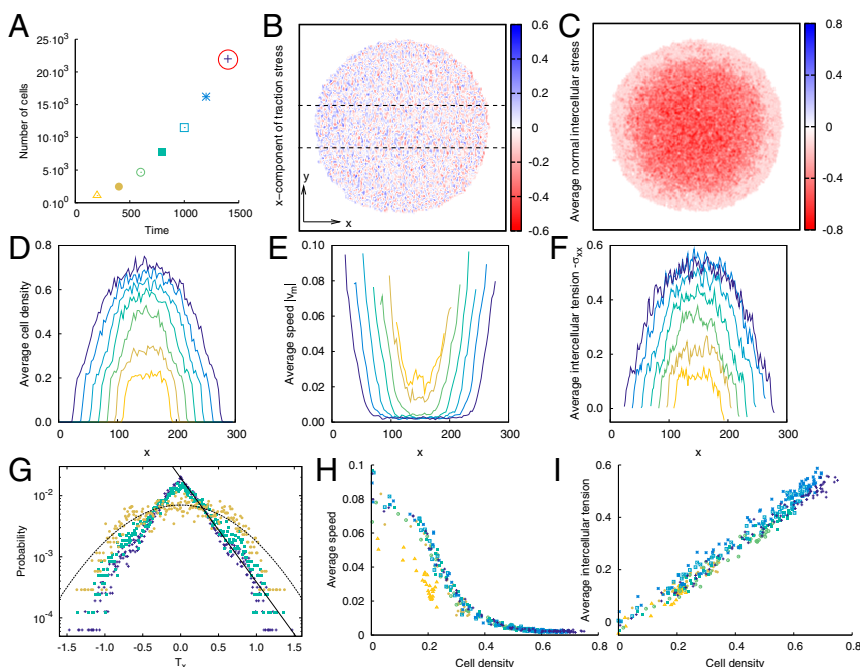 A
25·10³
20·10³
15·10³
10·10³
5·10³
0·10⁰
0 500 1000 1500
Number of cells
Time
B
x-component of traction stress
y
x
0.6
0.4
0.2
0
-0.2
-0.4
-0.6
C
Average normal intercellular stress
0.8
0.4
0
-0.4
-0.8
D
0.8
0.6
0.4
0.2
0.0
0 100 200 300
Average cell density
x
E
0.10
0.08
0.06
0.04
0.02
0.00
0 100 200 300
Average speed |vₘ|
x
F
0.6
0.4
0.2
0.0
0 100 200 300
Average intercellular tension -σₓₓ
x
G
10⁻²
10⁻³
10⁻⁴
-1.5 -1.0 -0.5 0.0 0.5 1.0 1.5
Probability
Tₓ
H
0.1
0.08
0.06
0.04
0.02
0
0 0.2 0.4 0.6 0.8
Average speed
Cell density
I
0.6
0.4
0.2
0
0 0.2 0.4 0.6 0.8
Average intercellular tension
Cell density